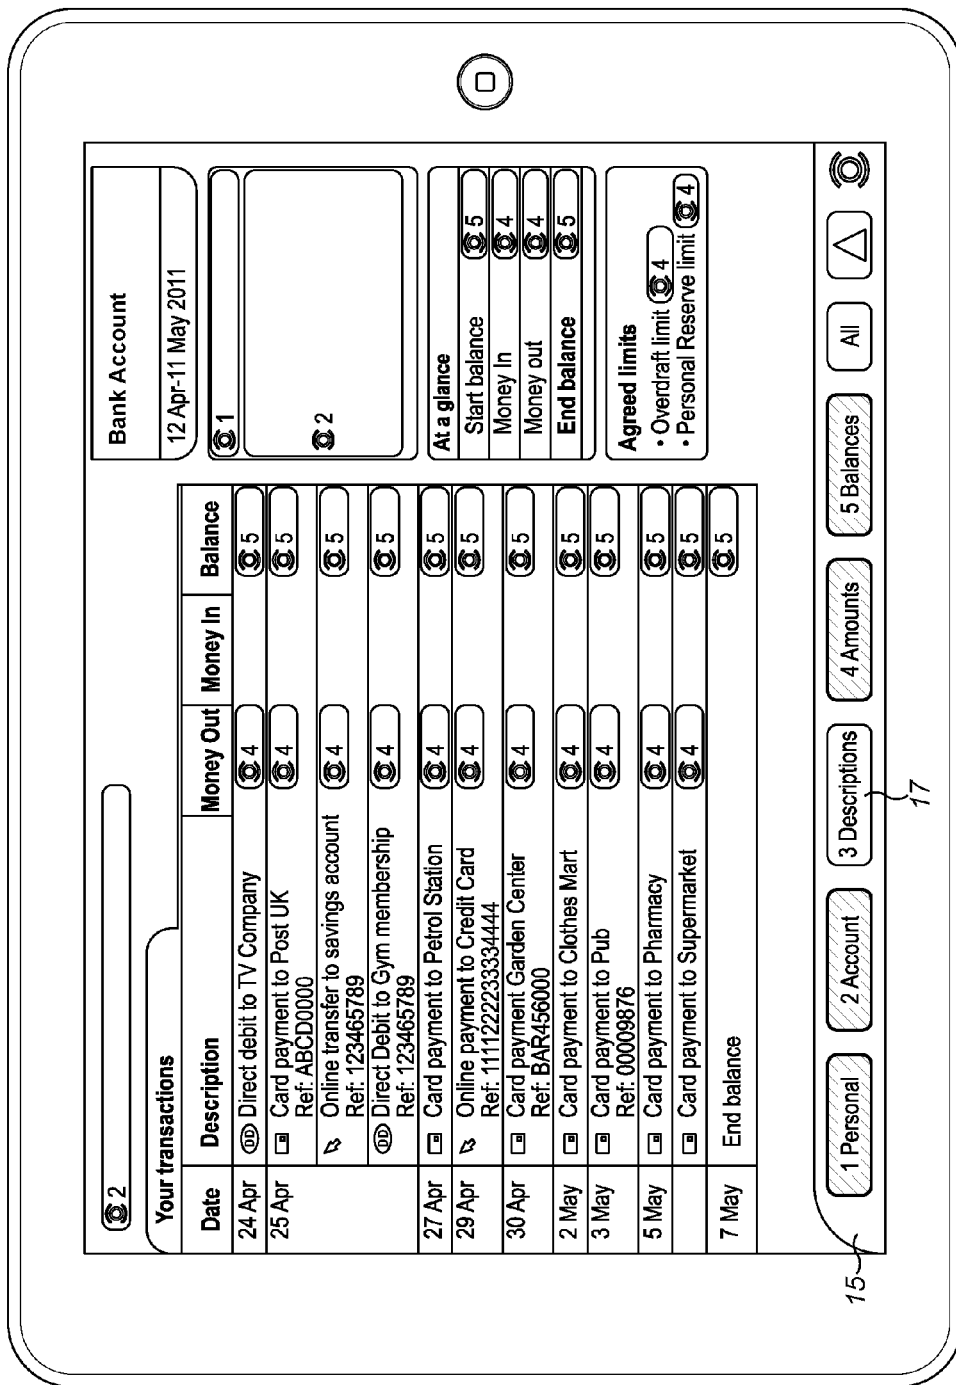 2
Your transactions
Date Description Money Out Money In Balance
24 Apr DD Direct debit to TV Company 4 5
25 Apr Card payment to Post UK 4 5
Ref: ABCD0000
Online transfer to savings account 4 5
Ref: 123465789
DD Direct Debit to Gym membership 4 5
Ref: 123465789
27 Apr Card payment to Petrol Station 4 5
29 Apr Online payment to Credit Card 4 5
Ref: 1111222233334444
30 Apr Card payment Garden Center 4 5
Ref: BAR456000
2 May Card payment to Clothes Mart 4 5
3 May Card payment to Pub 4 5
Ref: 00009876
5 May Card payment to Pharmacy 4 5
Card payment to Supermarket 4 5
7 May End balance 5
Bank Account
12 Apr-11 May 2011
1
2
At a glance
Start balance 5
Money In 4
Money out 4
End balance 5
Agreed limits
• Overdraft limit 4
• Personal Reserve limit 4
1 Personal 2 Account 3 Descriptions 4 Amounts 5 Balances All
15
17